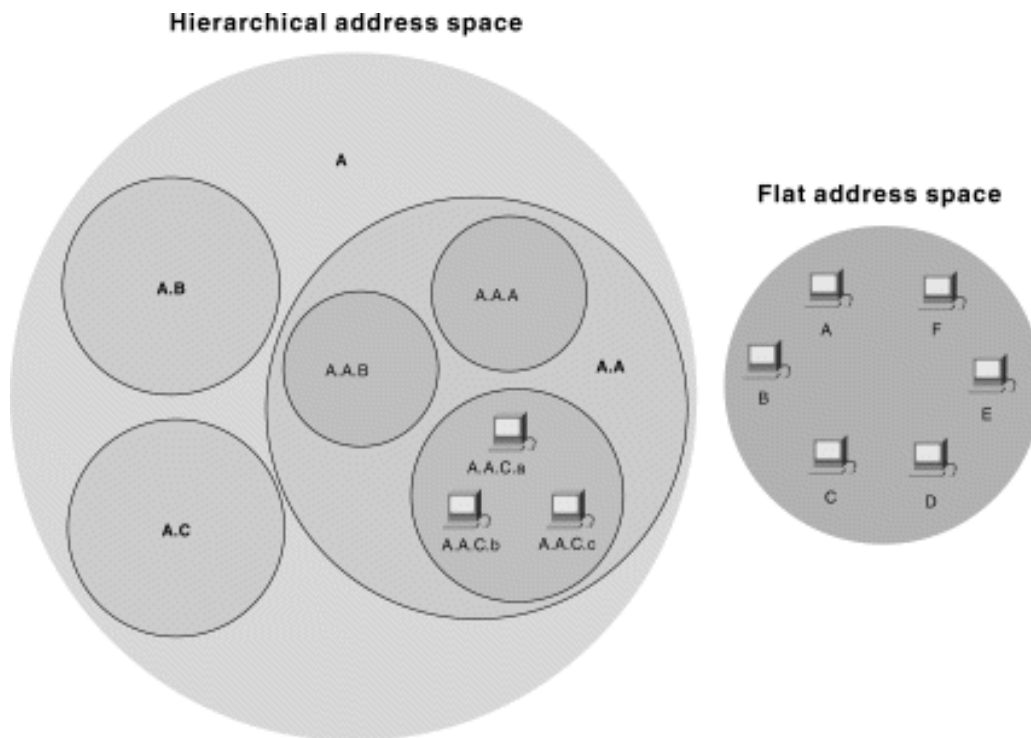 Hierarchical address space
A
Flat address space
A.B
A.A.A
A.A.B
A.A
A.A.C.a
A.A.C.b
A.A.C.c
A.C
A
F
B
E
C
D